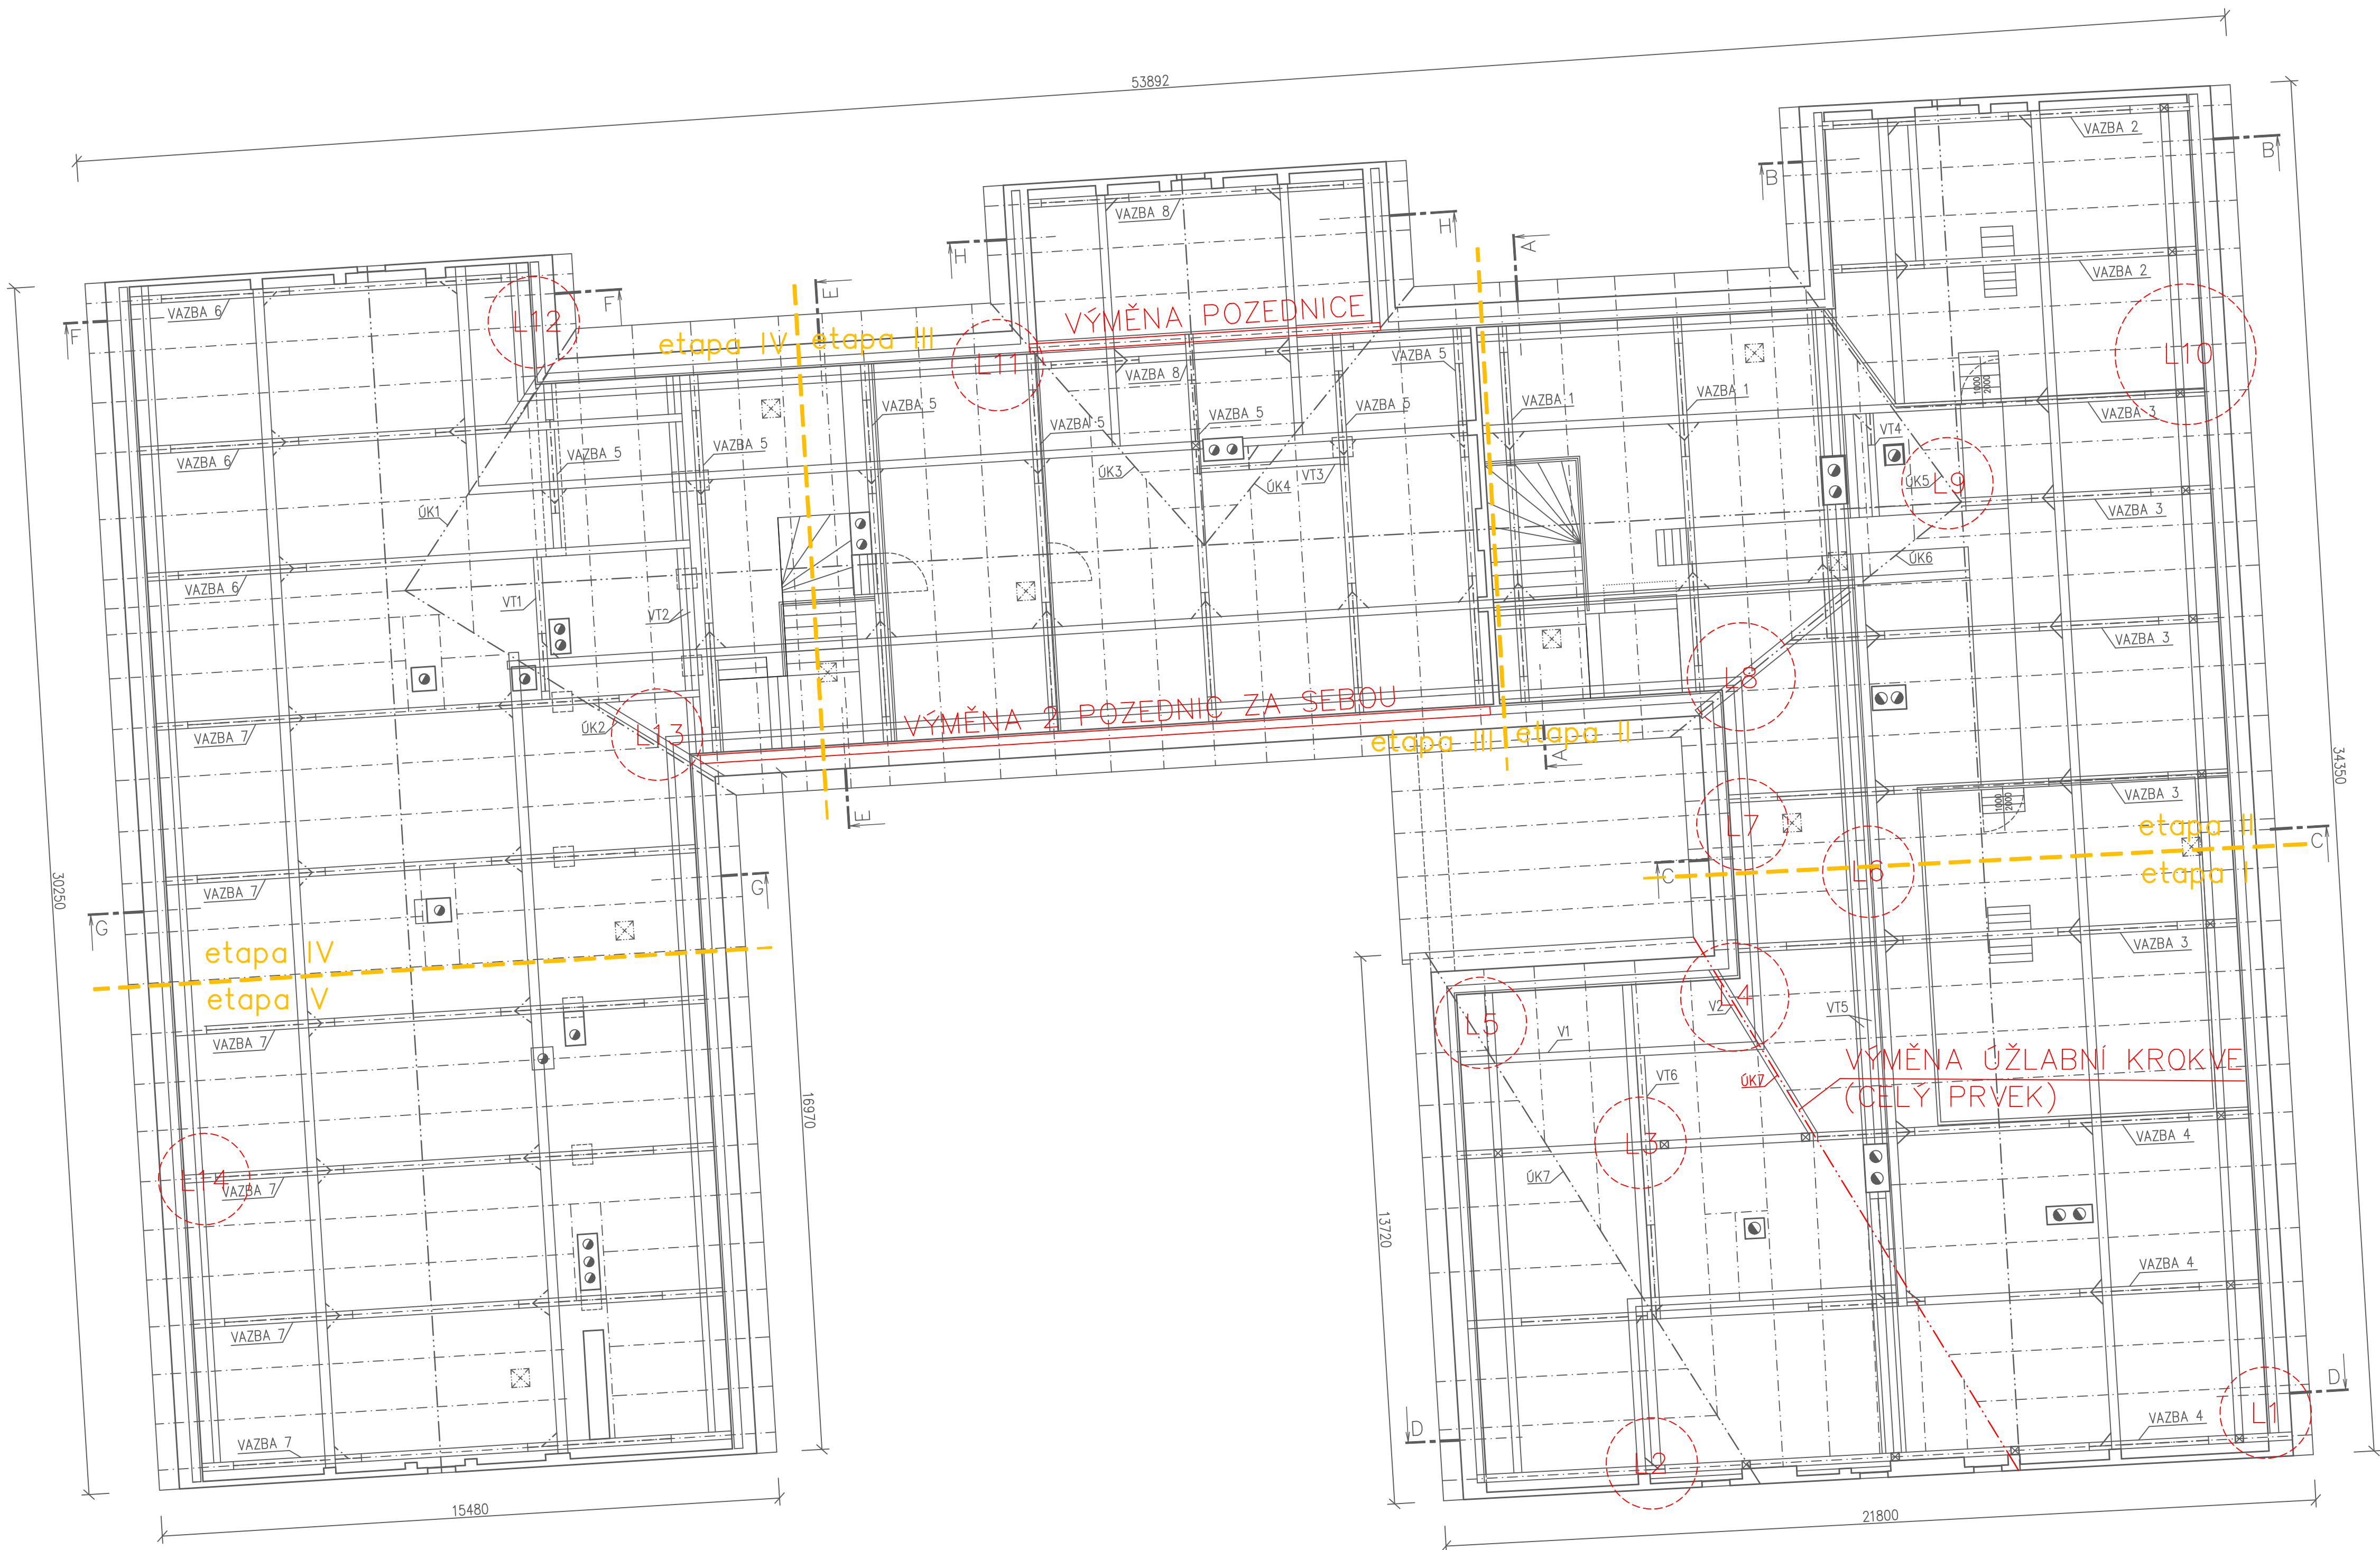 53892
VAZBA 2
B
B
VAZBA 8
H
H
A
VAZBA 2
E
F
F
VAZBA 6
L12
VÝMĚNA POZEDNICE
etapa IV
etapa III
L11
VAZBA 8
VAZBA 5
L10
1000
2000
VAZBA 5
VAZBA 5
VAZBA 5
VAZBA 5
VAZBA 1
VAZBA 1
VAZBA 3
VT4
VAZBA 6
VAZBA 5
VAZBA 5
ÚK3
ÚK4
VT3
ÚK5
L9
ÚK1
VAZBA 3
ÚK6
VAZBA 6
VT1
VT2
VAZBA 3
L8
ÚK2
L13
VÝMĚNA 2 POZEDNIC ZA SEBOU
VAZBA 7
etapa III
etapa II
A
34350
VAZBA 3
1000
2000
E
L7
etapa II
C
C
L6
etapa I
30250
VAZBA 7
G
G
etapa IV
etapa V
VAZBA 3
L4
V2
L5
V1
VT5
VAZBA 7
VT6
ÚK7
VÝMĚNA ÚŽLABNÍ KROKVE
(CELÝ PRVEK)
16970
L3
VAZBA 4
L14
VAZBA 7
ÚK7
13720
VAZBA 4
VAZBA 7
D
VAZBA 4
L1
D
VAZBA 7
L2
15480
21800